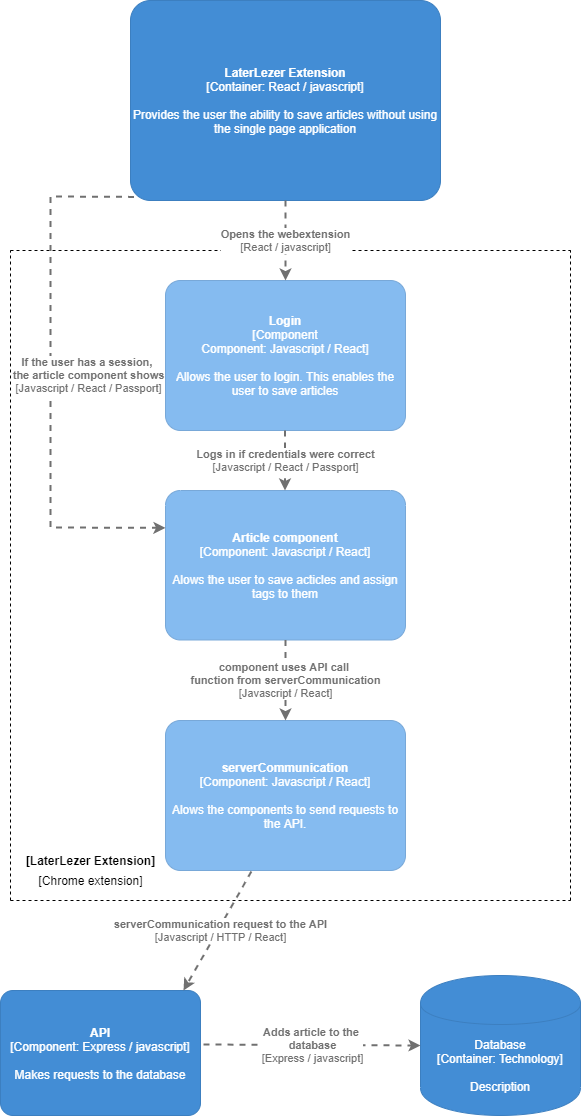 LaterLezer Extension
[Container: React / javascript]
Provides the user the ability to save articles without using
the single page application
Opens the webextension
[React / javascript]
Login
[Component
Component: Javascript / React]
Allows the user to login. This enables the
user to save articles
If the user has a session,
the article component shows
[Javascript / React / Passport]
Logs in if credentials were correct
[Javascript / React / Passport]
Article component
[Component: Javascript / React]
Alows the user to save acticles and assign
tags to them
component uses API call
function from serverCommunication
[Javascript / React]
serverCommunication
[Component: Javascript / React]
Alows the components to send requests to
the API.
[LaterLezer Extension]
[Chrome extension]
serverCommunication request to the API
[Javascript / HTTP / React]
API
[Component: Express / javascript]
Makes requests to the database
Adds article to the
database
[Express / javascript]
Database
[Container: Technology]
Description